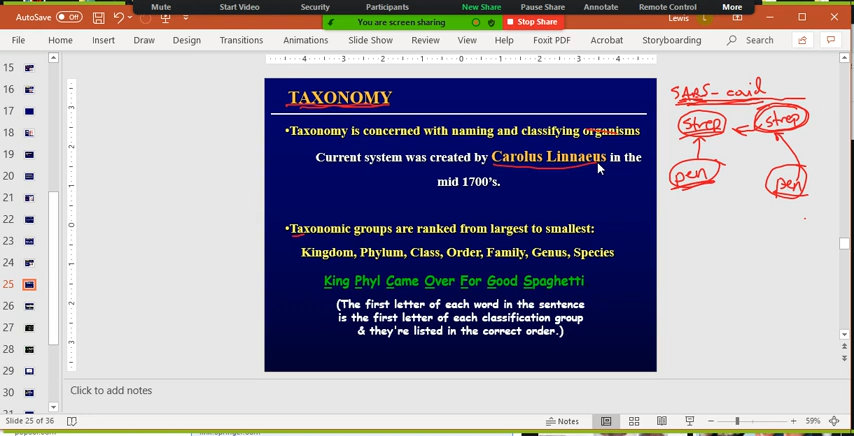 Mute Start Video Security Participants New Share Pause Share Annotate Remote Control More
AutoSave Off You are screen sharing Stop Share Lewis L
File Home Insert Draw Design Transitions Animations Slide Show Review View Help Foxit PDF Acrobat Storyboarding Search
15
16
17
18
19
20
21
22
23
24
25
26
27
28
29
30
31
TAXONOMY
•Taxonomy is concerned with naming and classifying organisms
Current system was created by Carolus Linnaeus in the
mid 1700's.
•Taxonomic groups are ranked from largest to smallest:
Kingdom, Phylum, Class, Order, Family, Genus, Species
King Phyl Came Over For Good Spaghetti
(The first letter of each word in the sentence
is the first letter of each classification group
& they're listed in the correct order.)
strep strep
pen pen
Click to add notes
Slide 25 of 36 Notes 59%